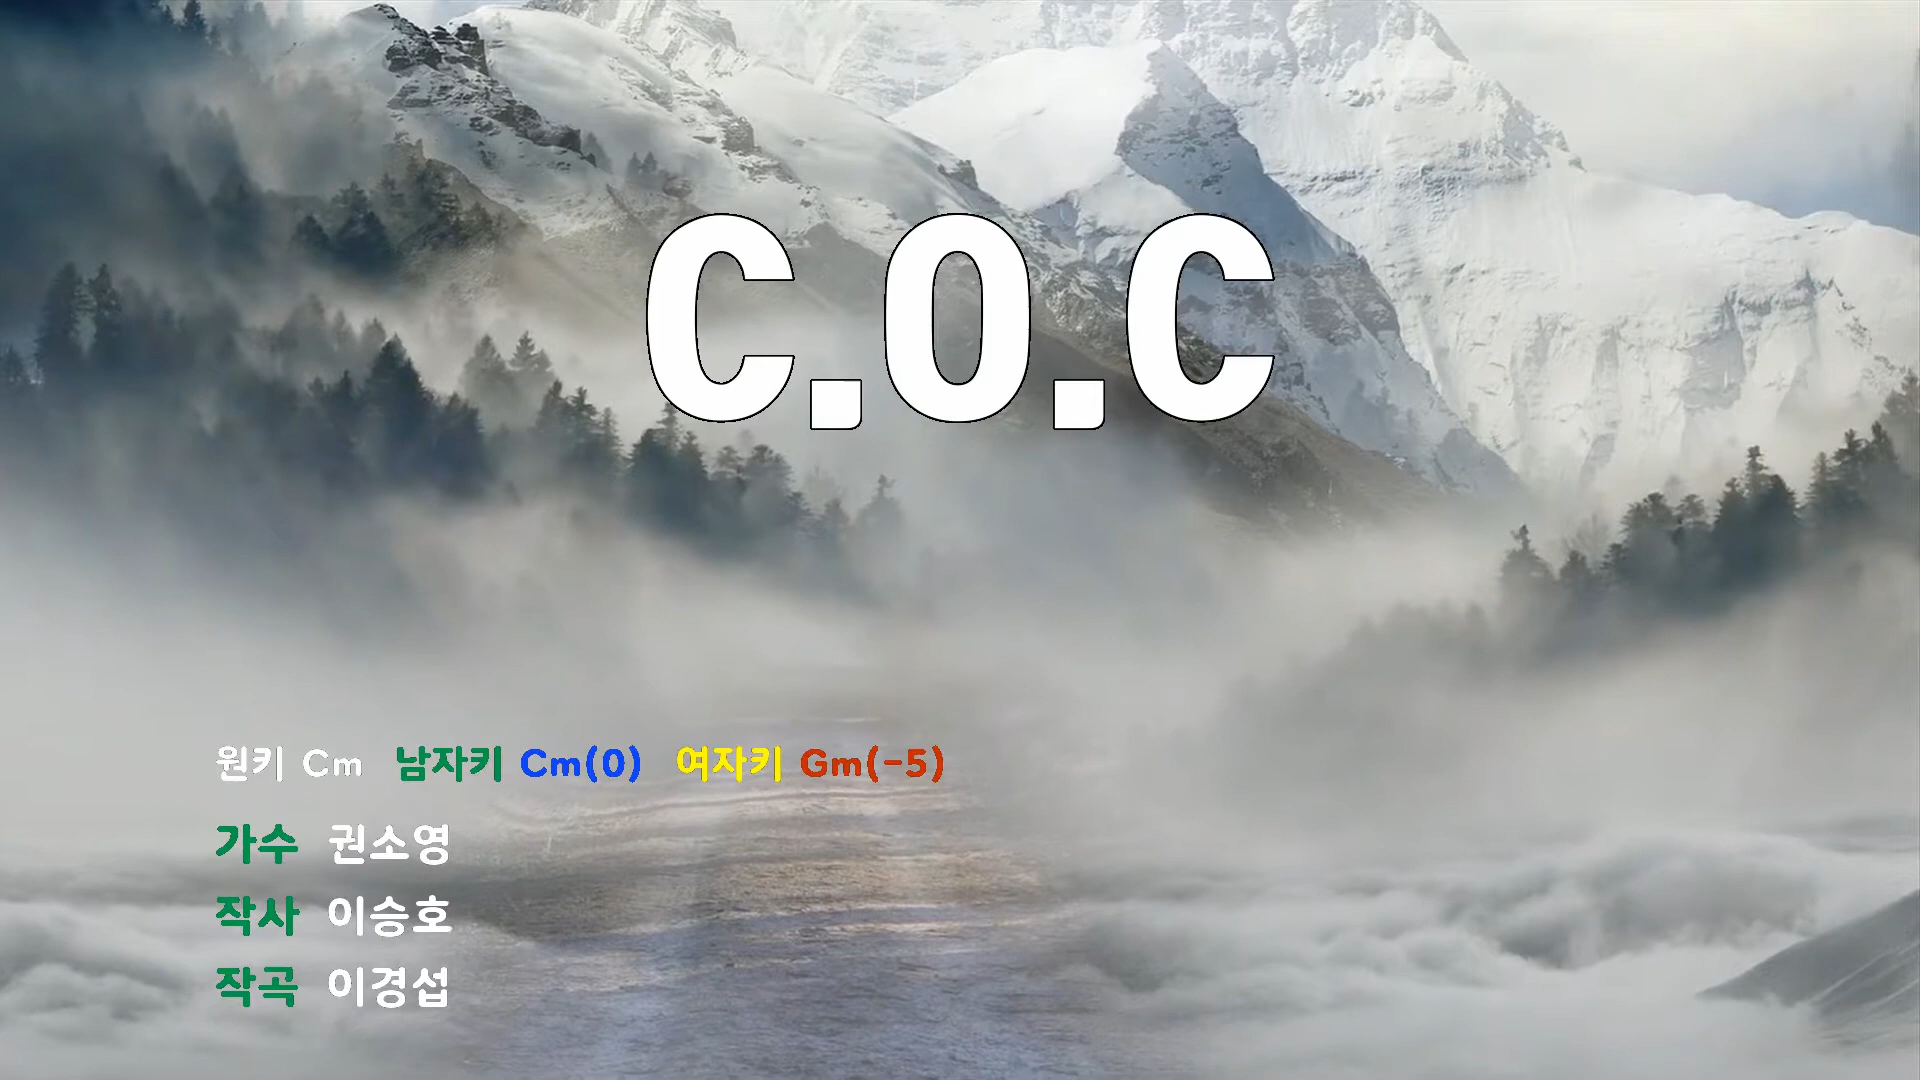 C.O.C
원키 Cm 남자키 Cm(0) 여자키 Gm(-5)
가수 권소영
작사 이승호
작곡 이경섭